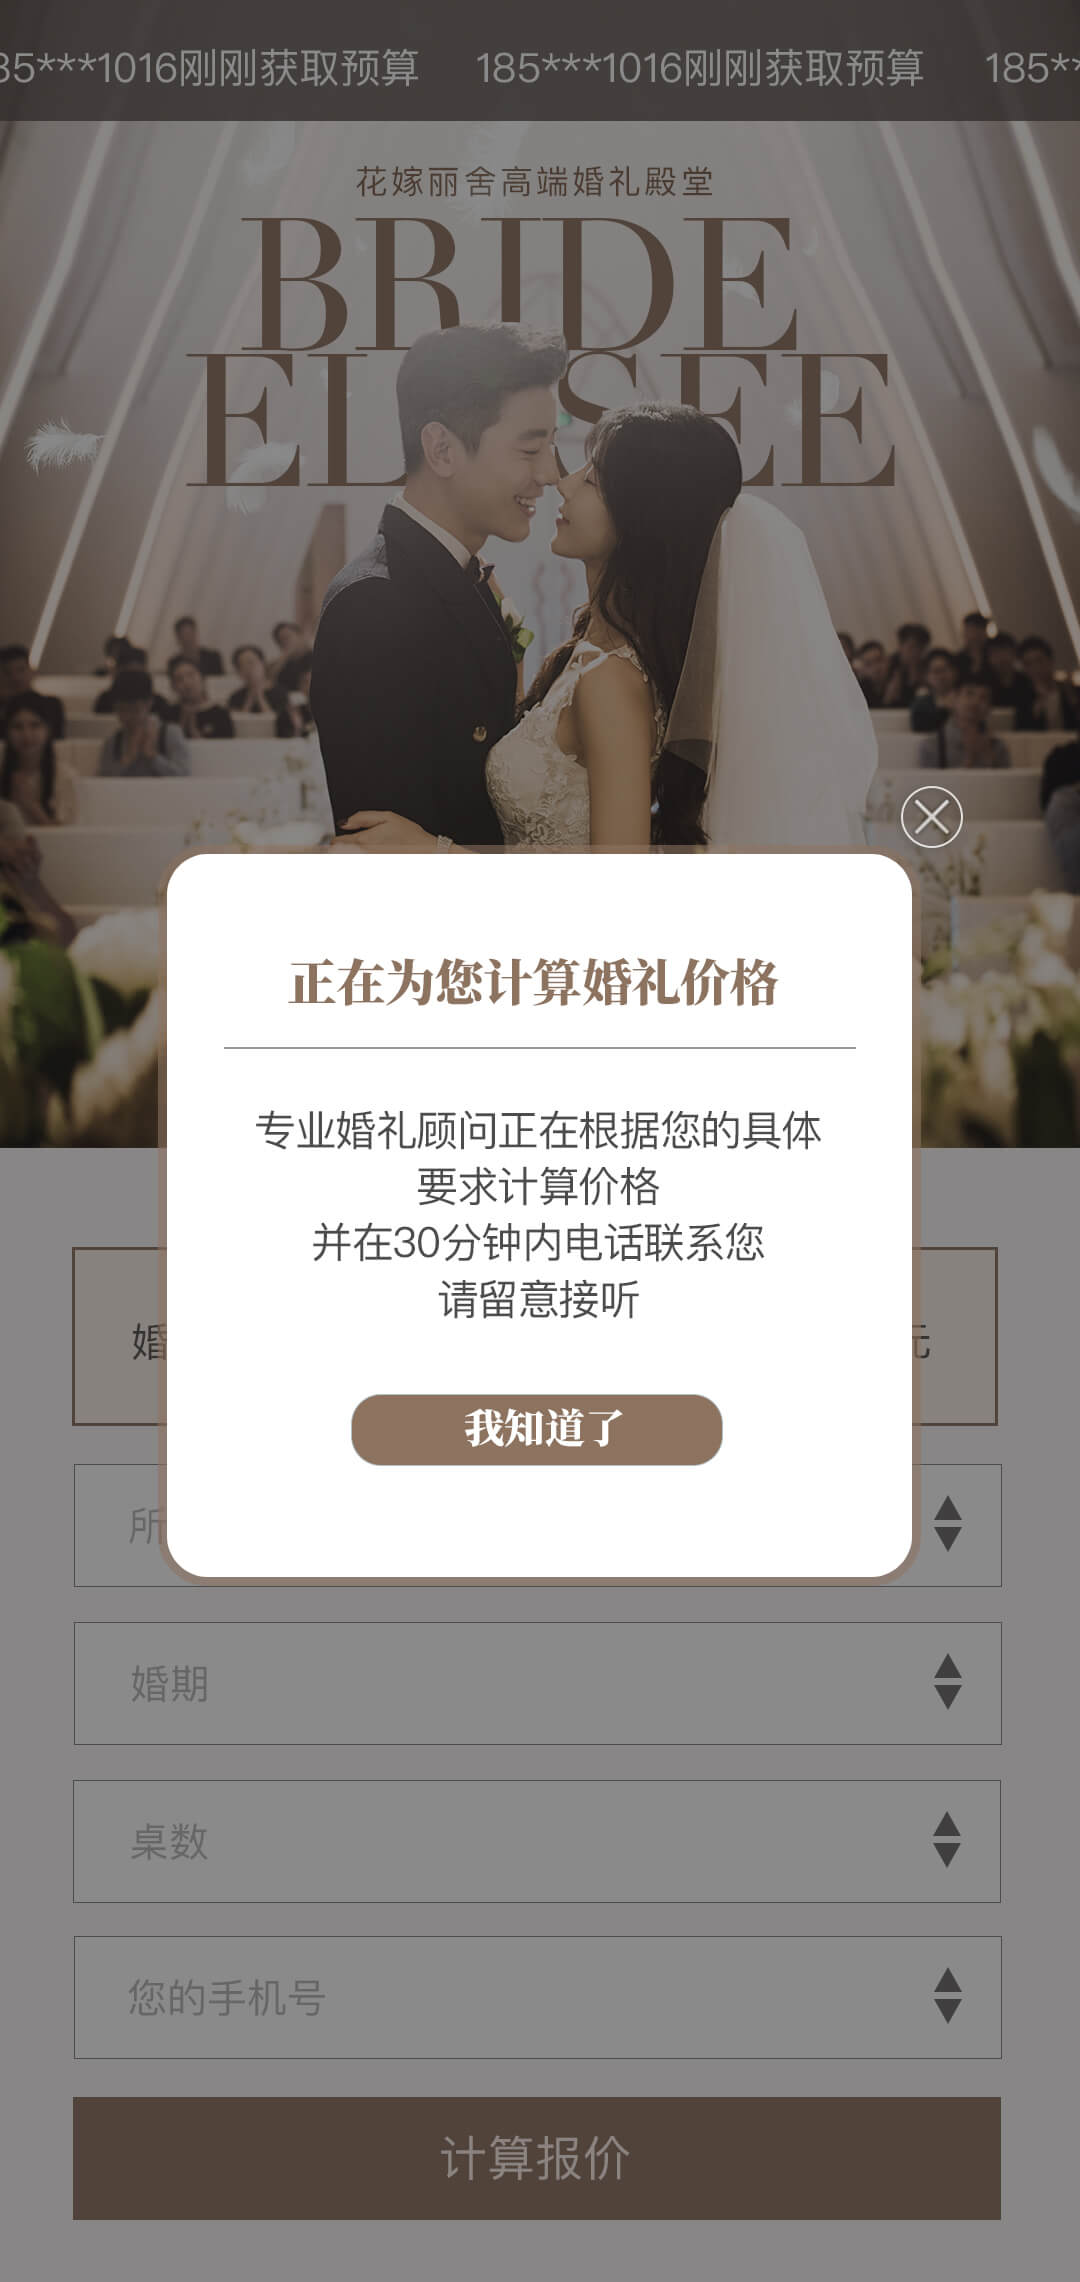 85***1016刚刚获取预算 185***1016刚刚获取预算 185**
花嫁丽舍高端婚礼殿堂
BRIDE
EL SEE
正在为您计算婚礼价格
专业婚礼顾问正在根据您的具体
要求计算价格
并在30分钟内电话联系您
请留意接听
我知道了
婚 元
所
婚期
桌数
您的手机号
计算报价